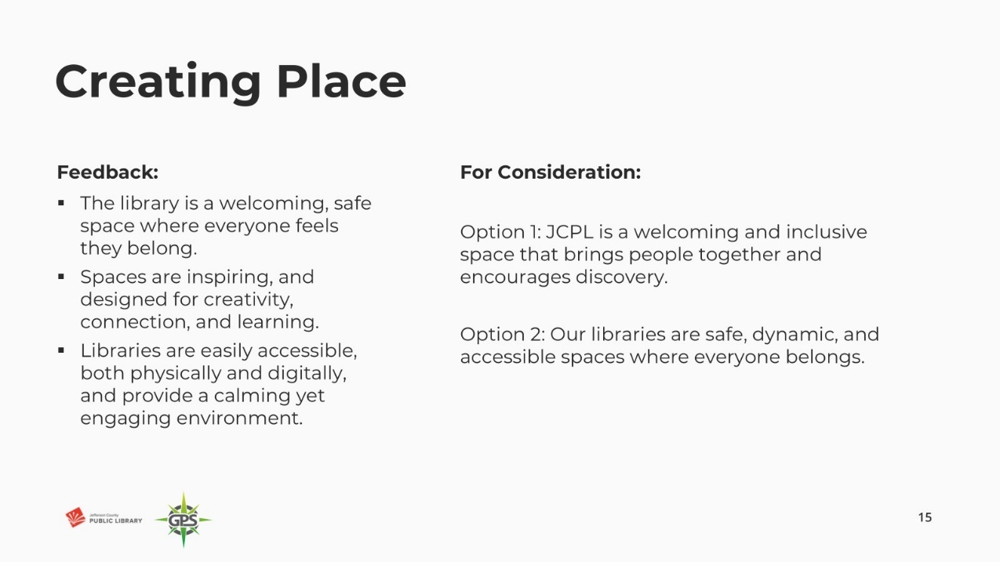 Creating Place
Feedback:
▪ The library is a welcoming, safe
space where everyone feels
they belong.
▪ Spaces are inspiring, and
designed for creativity,
connection, and learning.
▪ Libraries are easily accessible,
both physically and digitally,
and provide a calming yet
engaging environment.
For Consideration:
Option 1: JCPL is a welcoming and inclusive
space that brings people together and
encourages discovery.
Option 2: Our libraries are safe, dynamic, and
accessible spaces where everyone belongs.
Jefferson County
PUBLIC LIBRARY
GPS
15